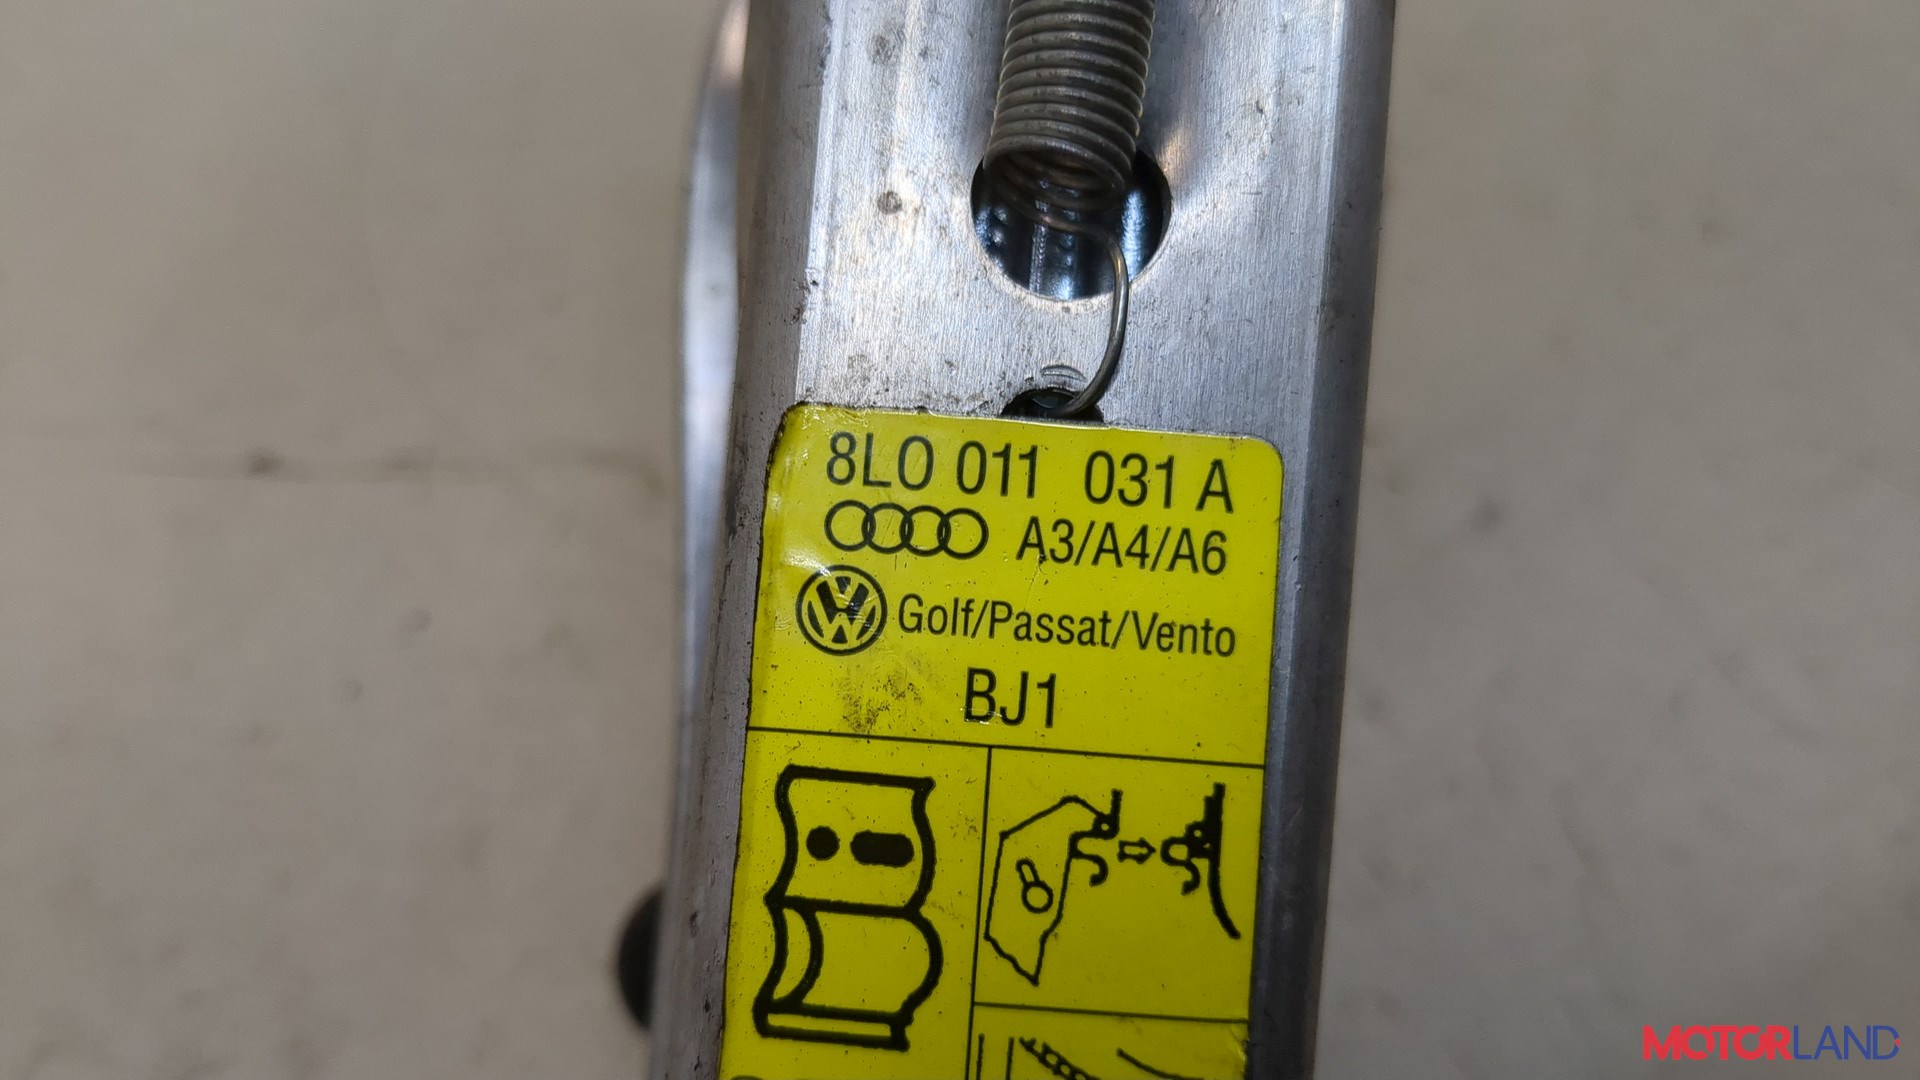 8L0 011 031 A
A3/A4/A6
Golf/Passat/Vento
BJ1
MOTORLAND